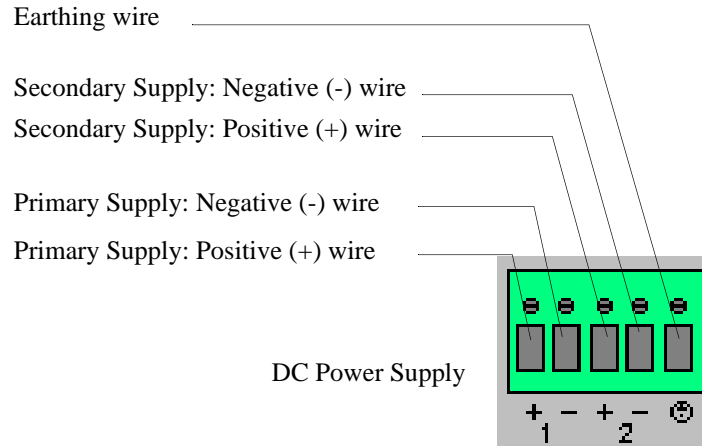 Earthing wire
Secondary Supply: Negative (-) wire
Secondary Supply: Positive (+) wire
Primary Supply: Negative (-) wire
Primary Supply: Positive (+) wire
DC Power Supply
+ − + −
1 2